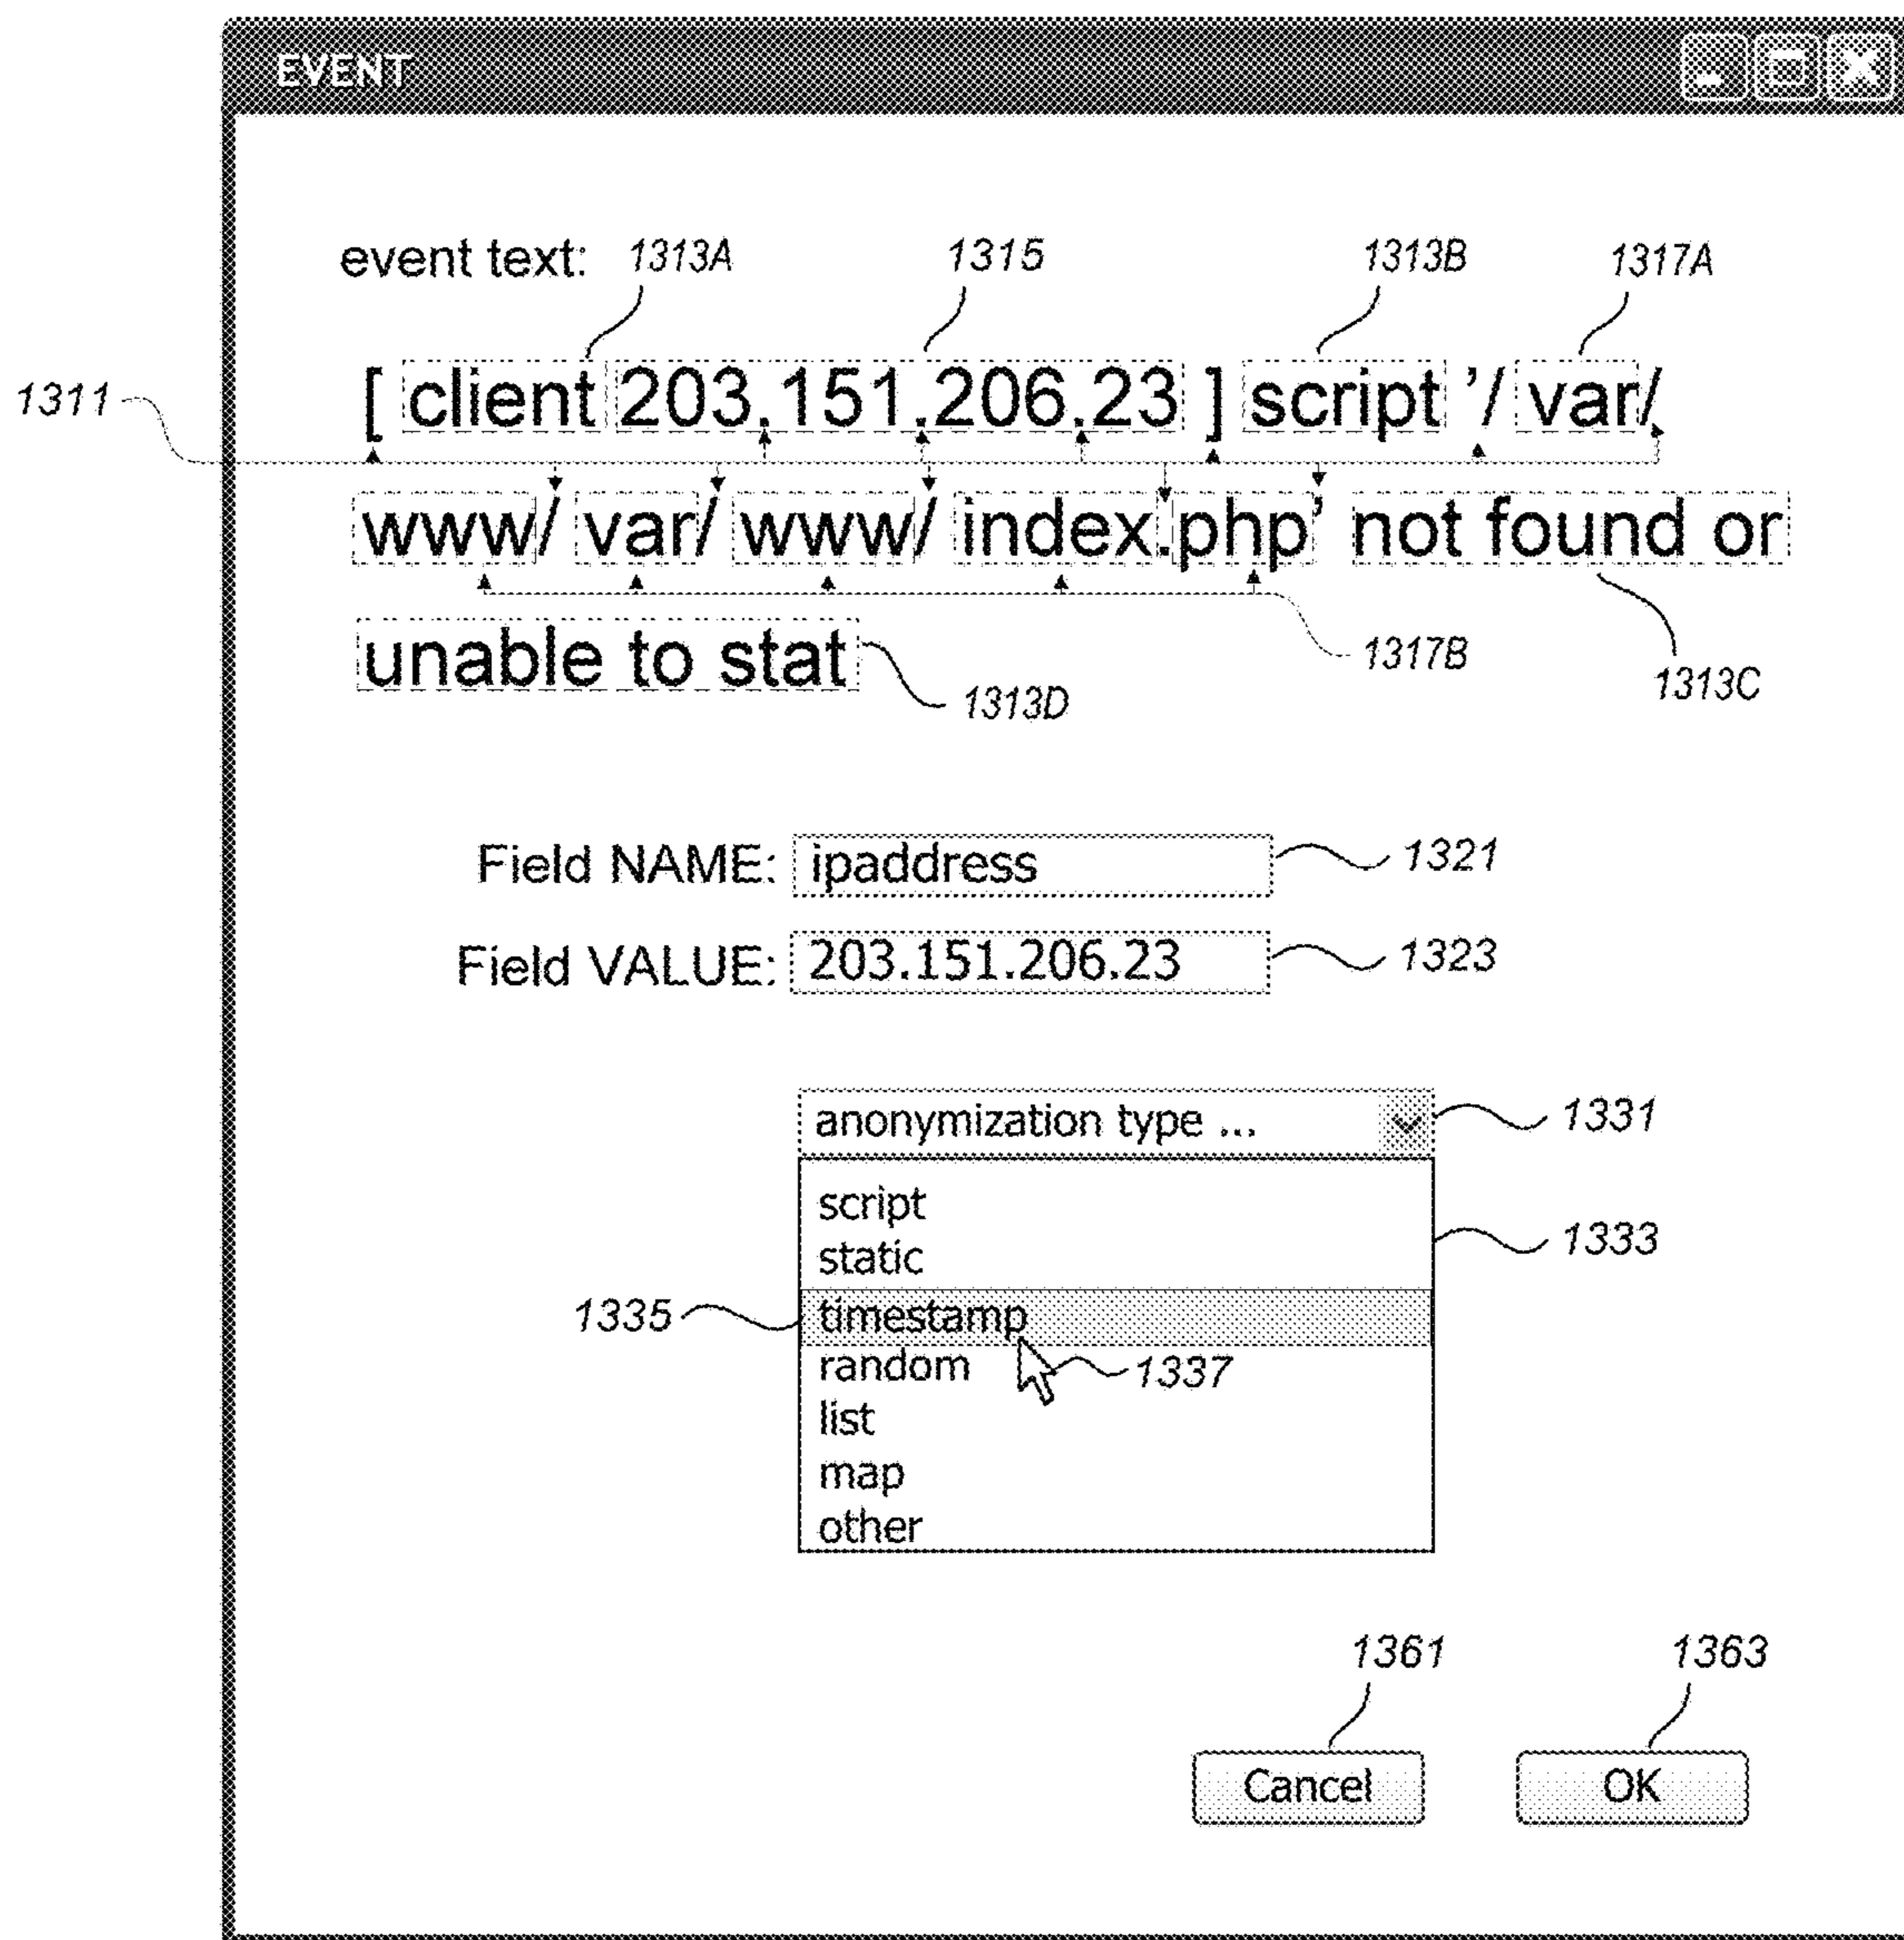 EVENT
event text: 1313A 1315 1313B 1317A
1311 [ client 203.151.206.23 ] script '/ var/
www/ var/ www/ index.php' not found or
unable to stat 1313D 1317B 1313C
Field NAME: ipaddress 1321
Field VALUE: 203.151.206.23 1323
anonymization type ... 1331
script
static 1333
1335 timestamp
random 1337
list
map
other
1361 1363
Cancel OK